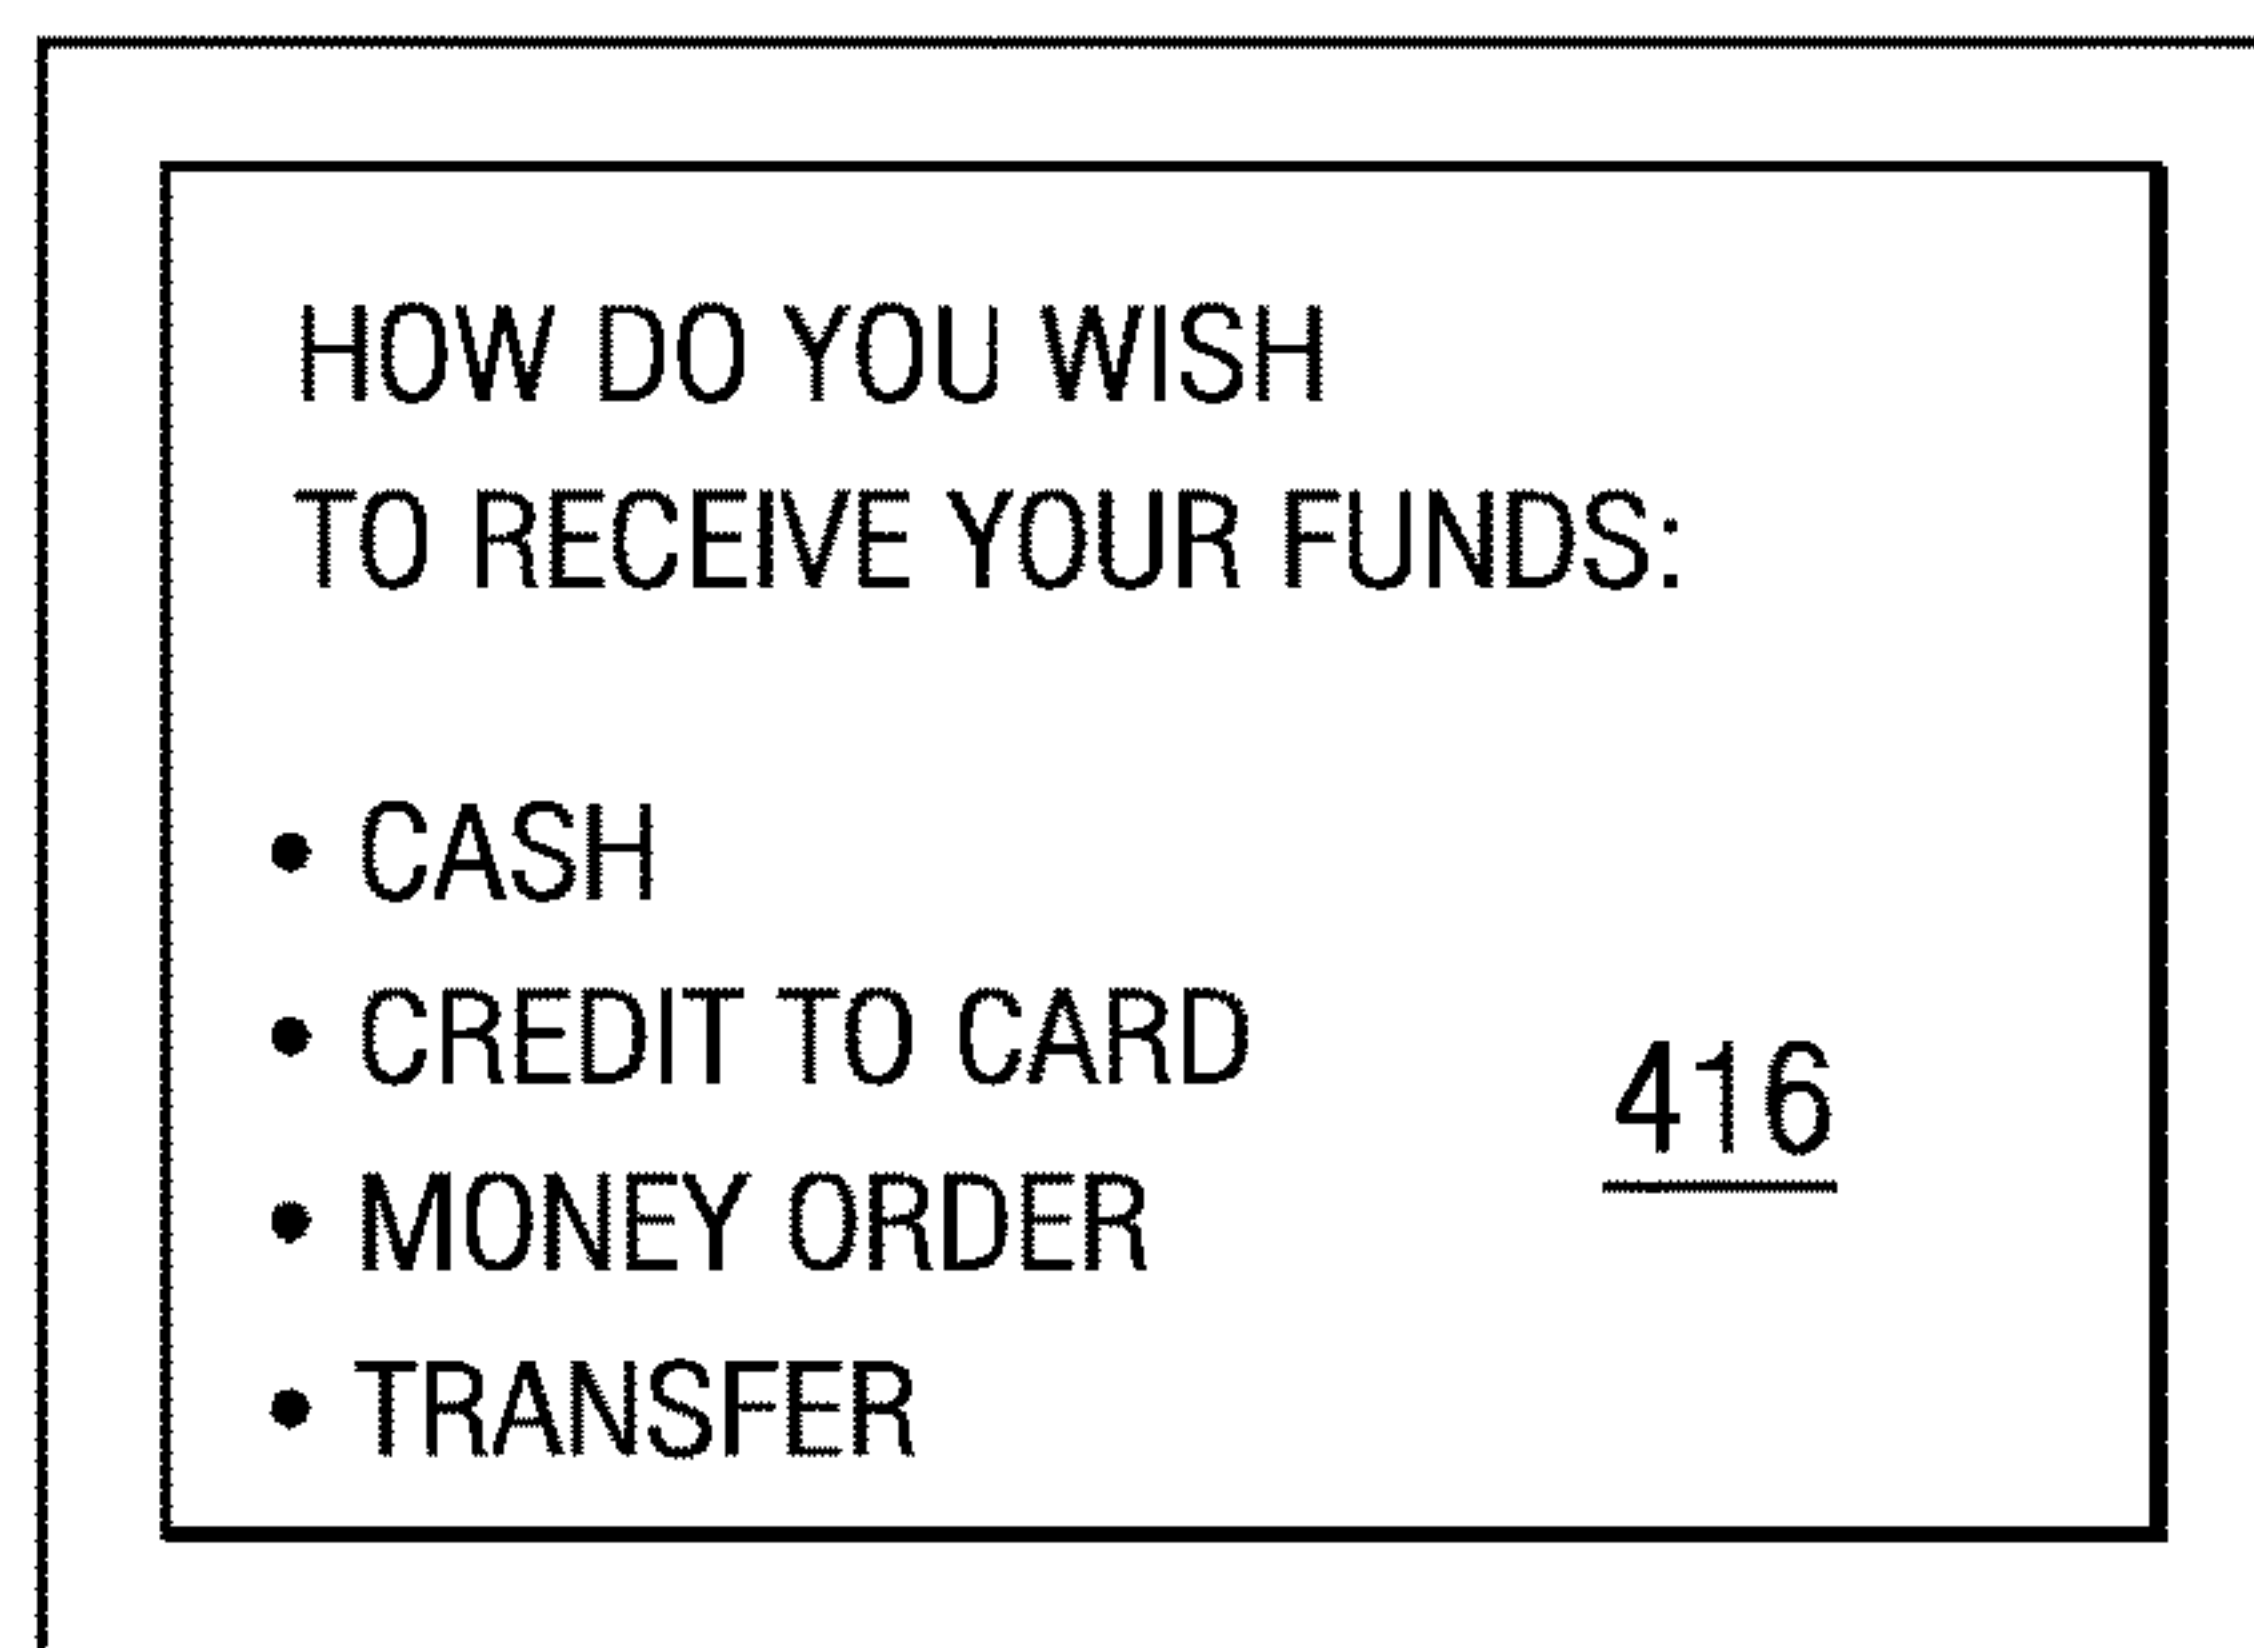 HOW DO YOU WISH
TO RECEIVE YOUR FUNDS:
• CASH
• CREDIT TO CARD
416
• MONEY ORDER
• TRANSFER